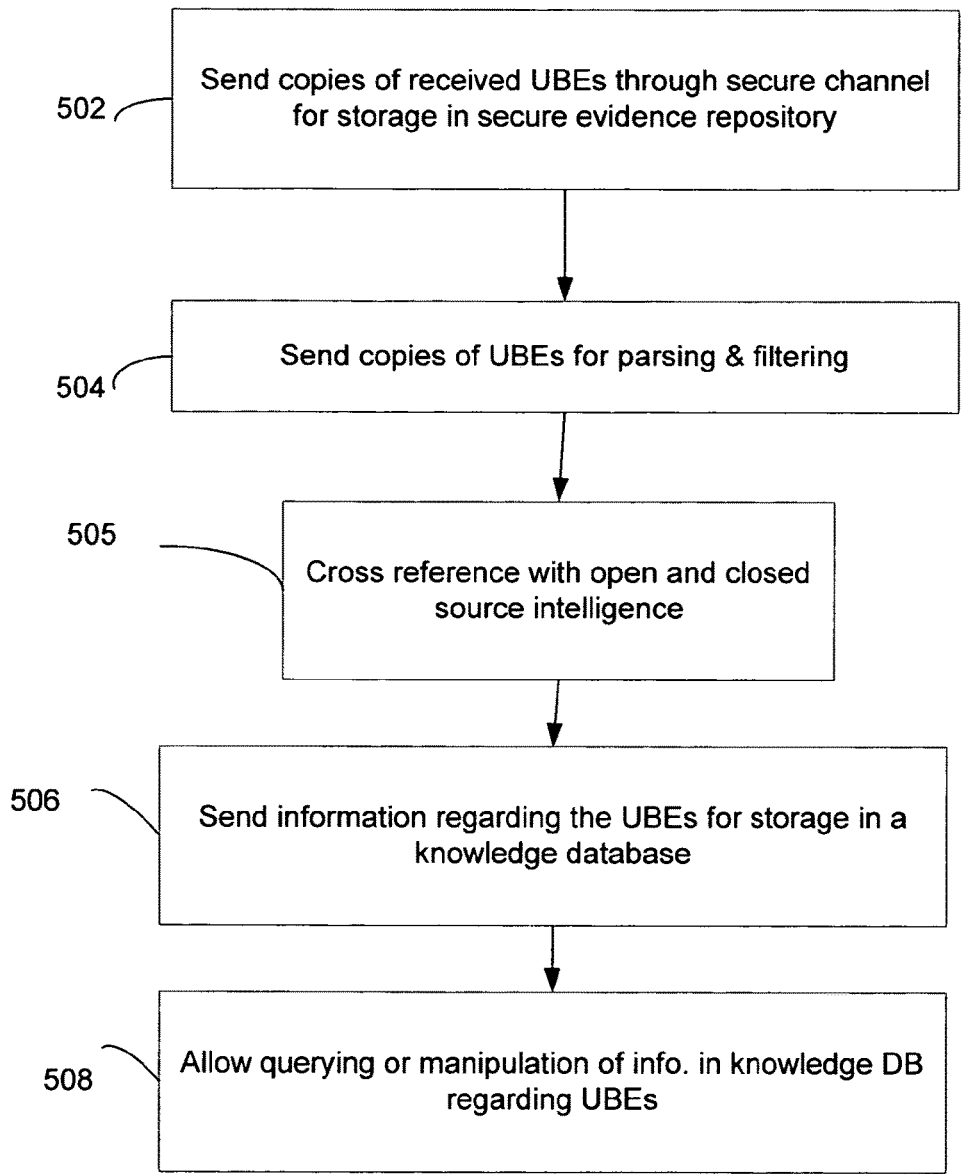 502
Send copies of received UBEs through secure channel
for storage in secure evidence repository
504
Send copies of UBEs for parsing & filtering
505
Cross reference with open and closed
source intelligence
506
Send information regarding the UBEs for storage in a
knowledge database
508
Allow querying or manipulation of info. in knowledge DB
regarding UBEs